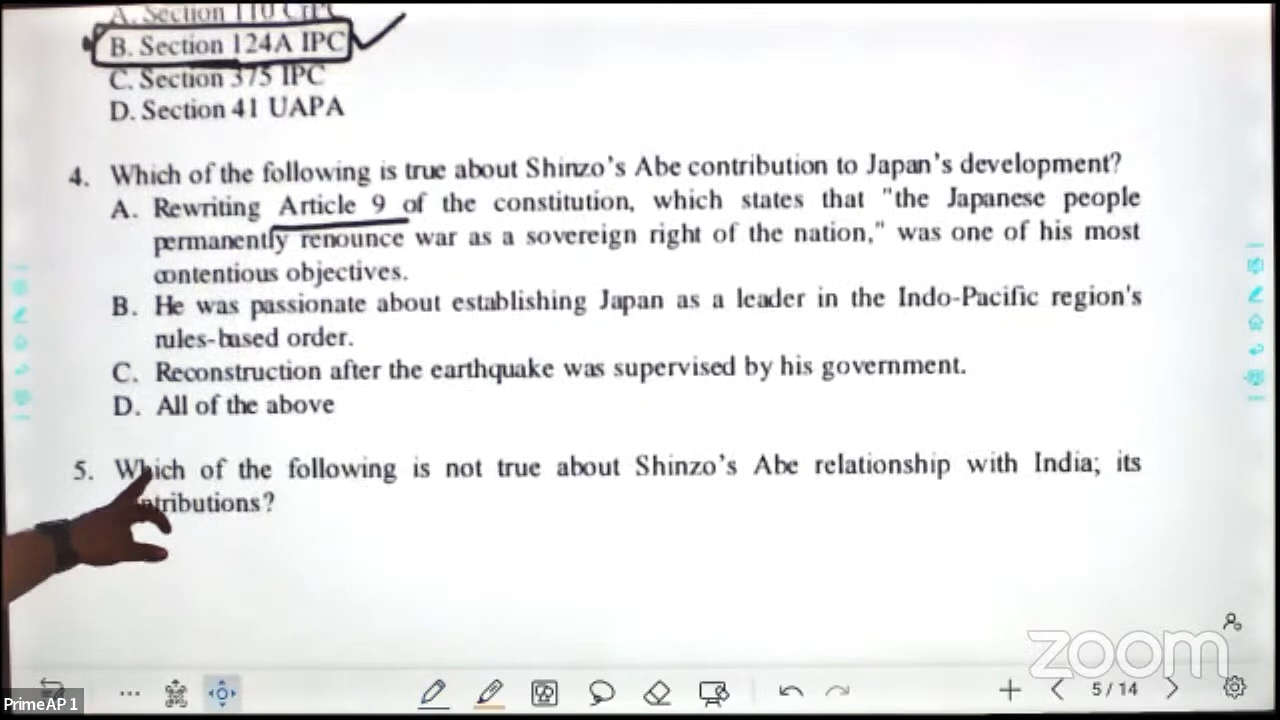 A. Section 110 CrPC
B. Section 124A IPC
C. Section 375 IPC
D. Section 41 UAPA
4. Which of the following is true about Shinzo's Abe contribution to Japan's development?
A. Rewriting Article 9 of the constitution, which states that "the Japanese people
permanently renounce war as a sovereign right of the nation," was one of his most
contentious objectives.
B. He was passionate about establishing Japan as a leader in the Indo-Pacific region's
rules-based order.
C. Reconstruction after the earthquake was supervised by his government.
D. All of the above
5. Which of the following is not true about Shinzo's Abe relationship with India; its
ntributions?
zoom
5/14
PrimeAP 1